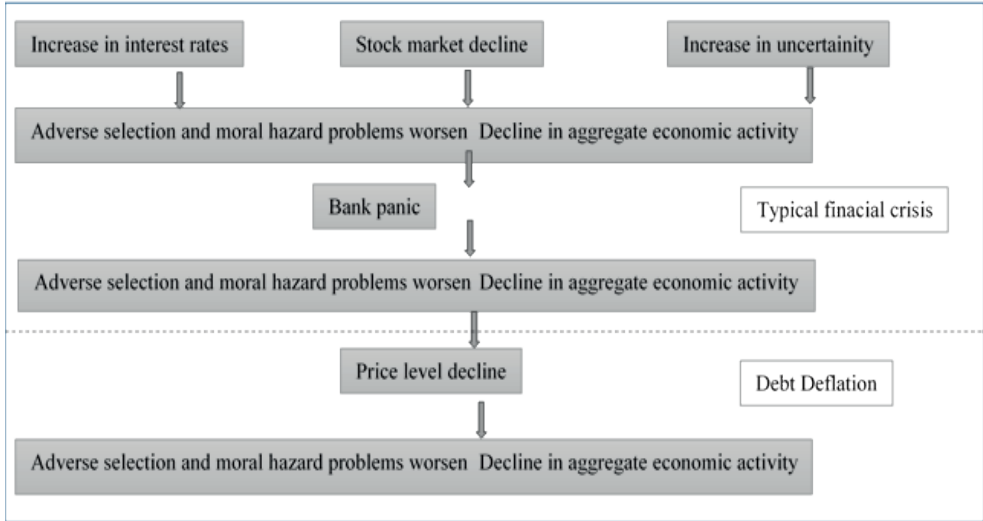 Increase in interest rates
Stock market decline
Increase in uncertainity
Adverse selection and moral hazard problems worsen Decline in aggregate economic activity
Bank panic
Typical finacial crisis
Adverse selection and moral hazard problems worsen Decline in aggregate economic activity
Price level decline
Debt Deflation
Adverse selection and moral hazard problems worsen Decline in aggregate economic activity